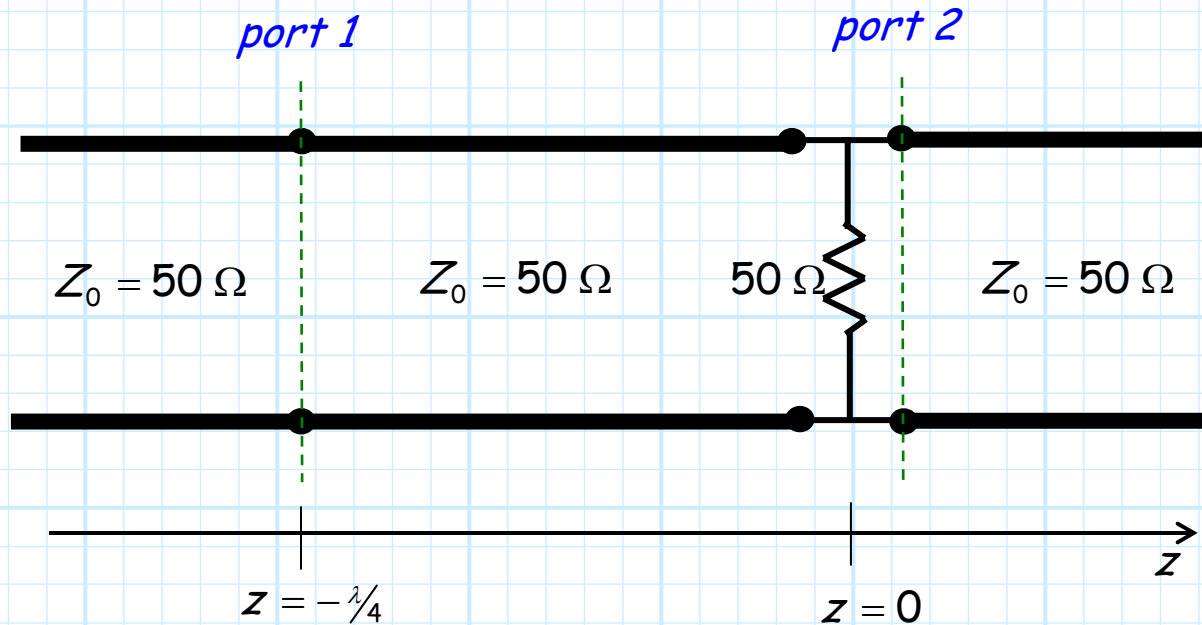 port 1
port 2
Z₀ = 50 Ω
Z₀ = 50 Ω
50 Ω
Z₀ = 50 Ω
z
z = −λ/4
z = 0